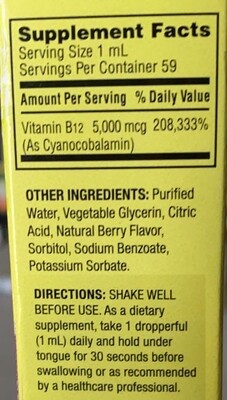 Supplement Facts
Serving Size 1 mL
Servings Per Container 59
Amount Per Serving % Daily Value
Vitamin B12 5,000 mcg 208,333%
(As Cyanocobalamin)
OTHER INGREDIENTS: Purified
Water, Vegetable Glycerin, Citric
Acid, Natural Berry Flavor,
Sorbitol, Sodium Benzoate,
Potassium Sorbate.
DIRECTIONS: SHAKE WELL
BEFORE USE. As a dietary
supplement, take 1 dropperful
(1 mL) daily and hold under
tongue for 30 seconds before
swallowing or as recommended
by a healthcare professional.